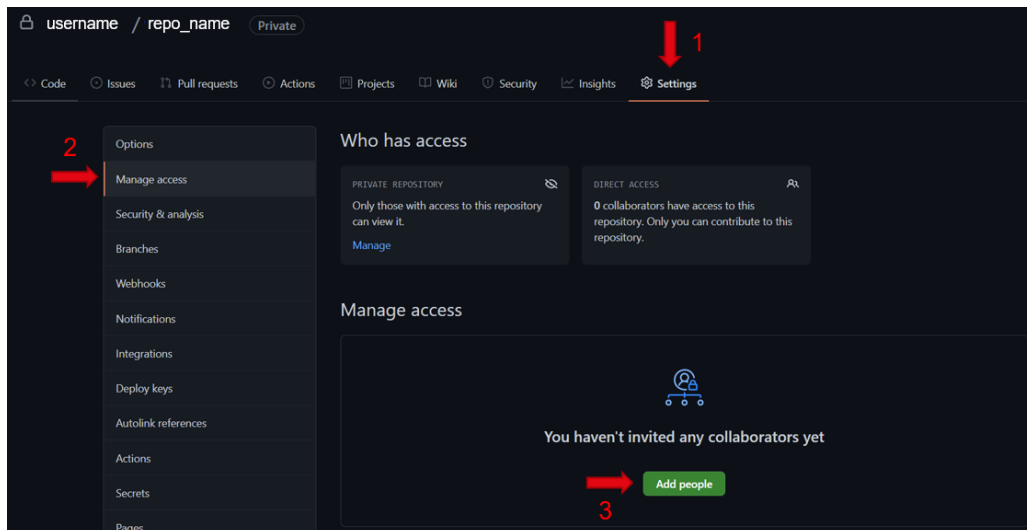 username / repo_name Private
1
Code Issues Pull requests Actions Projects Wiki Security Insights Settings
2
Options
Manage access
Security & analysis
Branches
Webhooks
Notifications
Integrations
Deploy keys
Autolink references
Actions
Secrets
Pages
Who has access
PRIVATE REPOSITORY
Only those with access to this repository
can view it.
Manage
DIRECT ACCESS
0 collaborators have access to this
repository. Only you can contribute to this
repository.
Manage access
You haven't invited any collaborators yet
Add people
3